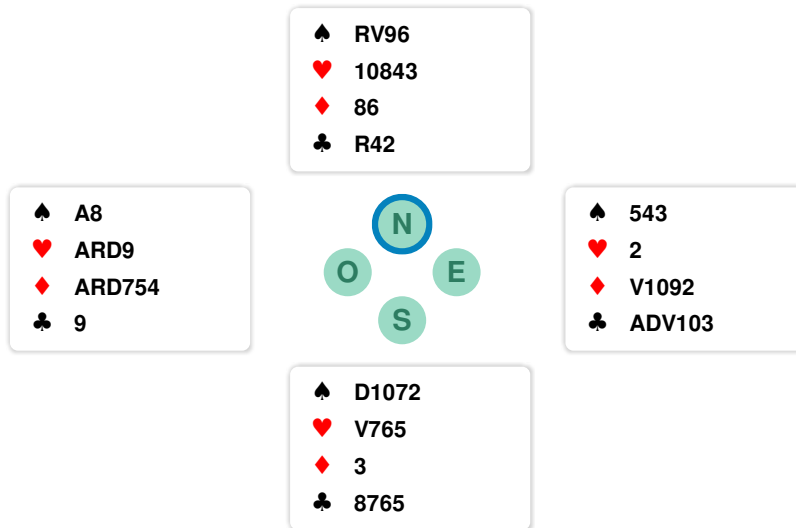 ♠ RV96
♥ 10843
♦ 86
♣ R42
♠ A8
♥ ARD9
♦ ARD754
♣ 9
N
O E
S
♠ 543
♥ 2
♦ V1092
♣ ADV103
♠ D1072
♥ V765
♦ 3
♣ 8765